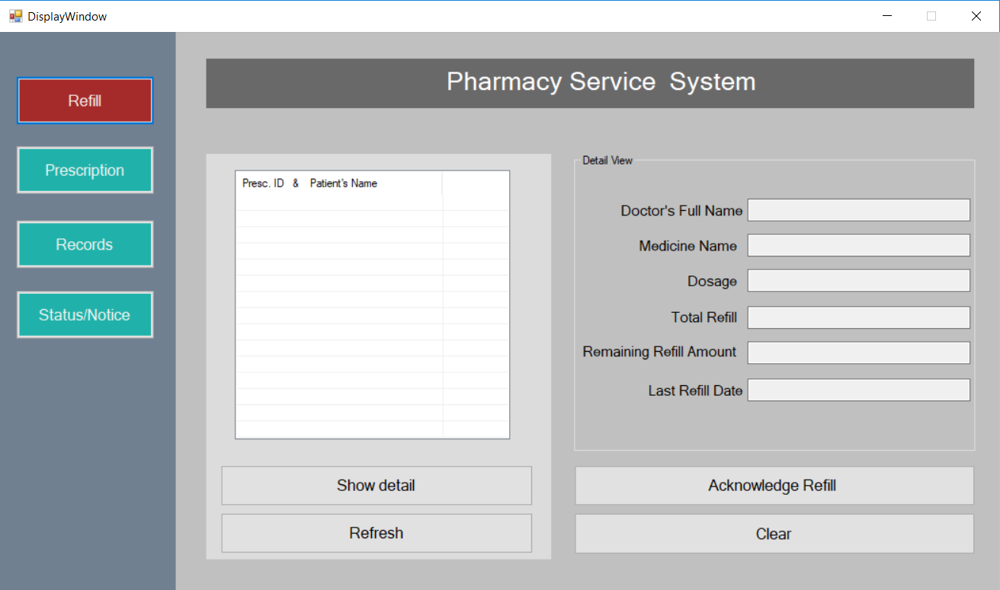 DisplayWindow
Pharmacy Service  System
Refill
Prescription
Records
Status/Notice
Presc. ID  &  Patient's Name
Show detail
Refresh
Detail View
Doctor's Full Name
Medicine Name
Dosage
Total Refill
Remaining Refill Amount
Last Refill Date
Acknowledge Refill
Clear